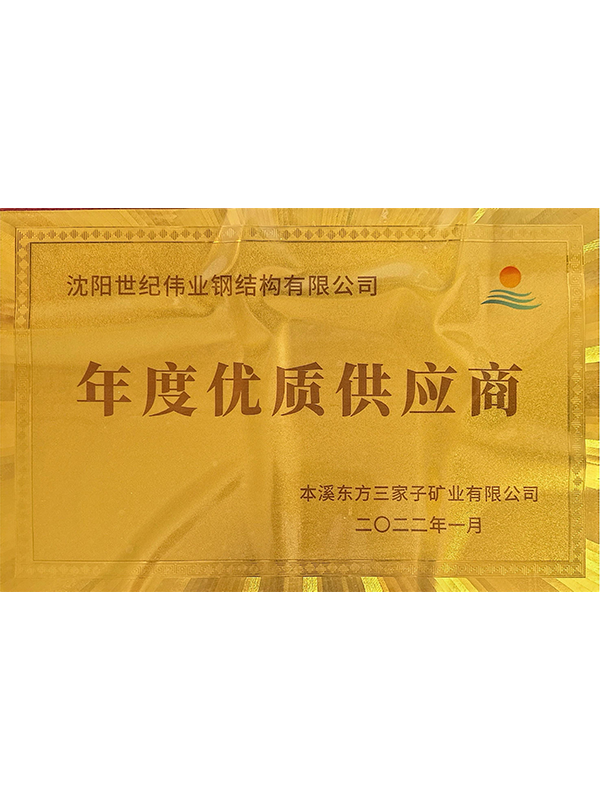 沈阳世纪伟业钢结构有限公司
年度优质供应商
本溪东方三家子矿业有限公司
二〇二二年一月